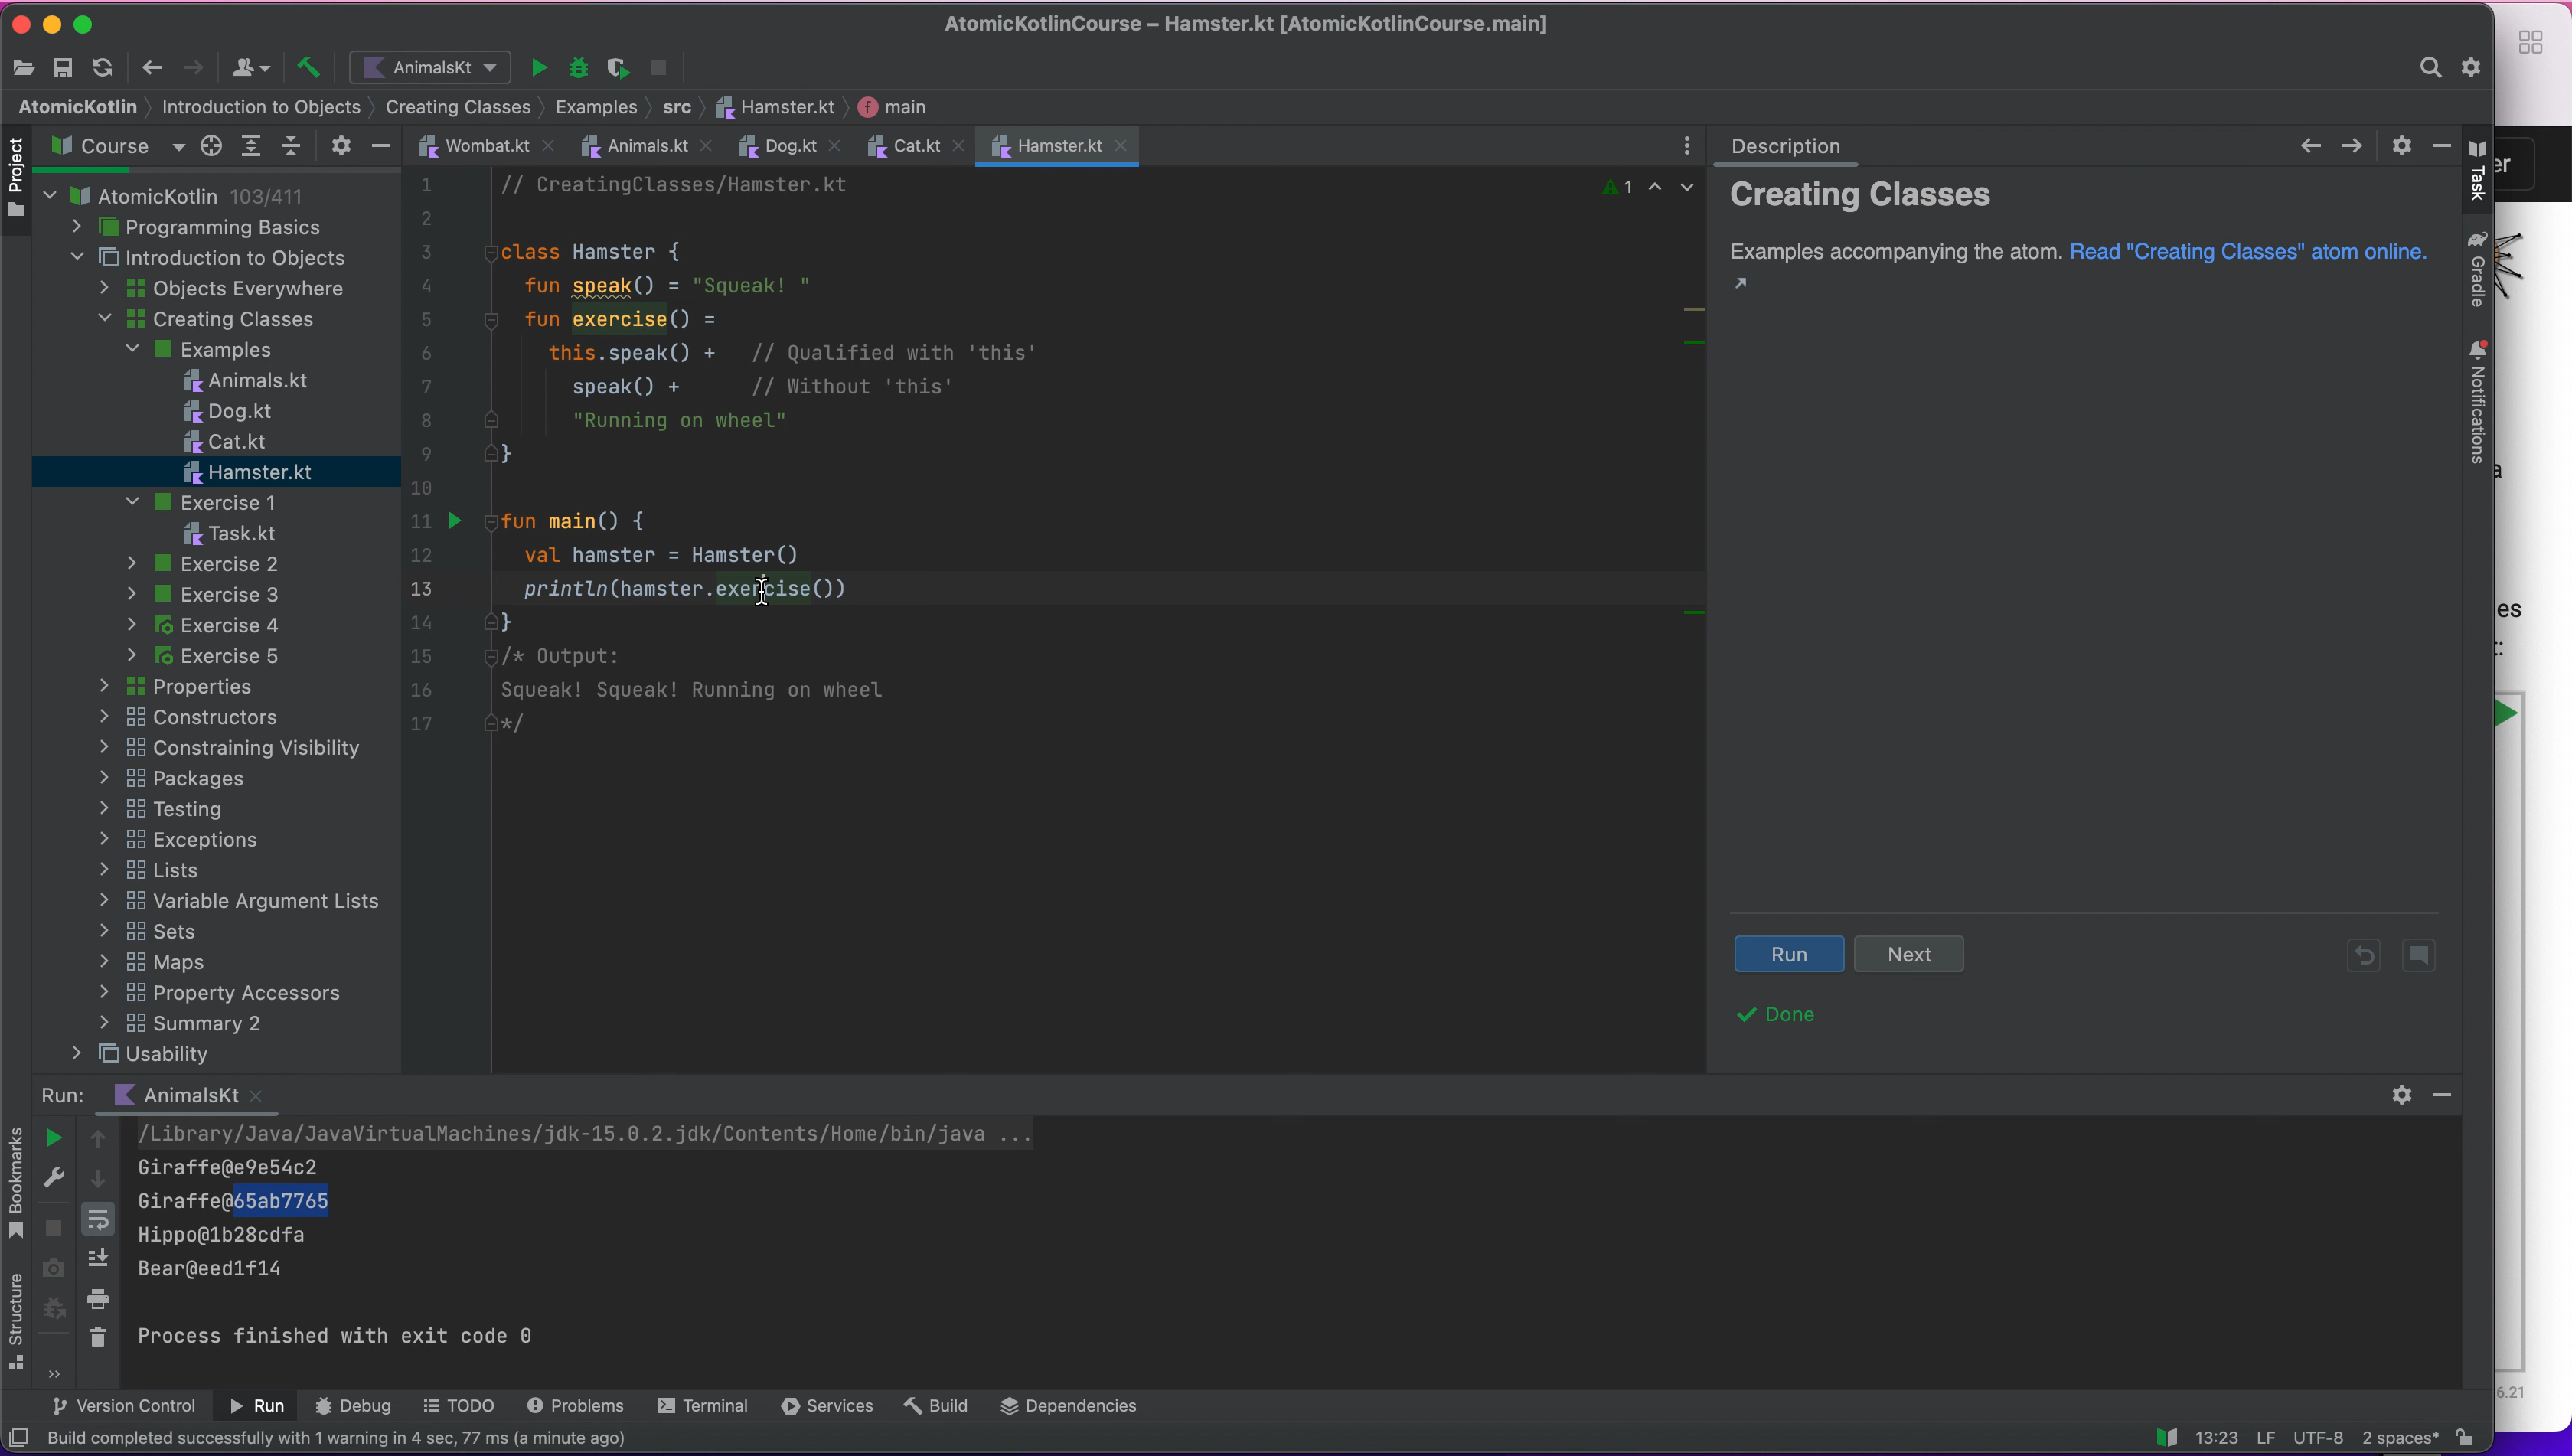 AtomicKotlinCourse – Hamster.kt [AtomicKotlinCourse.main]
AnimalsKt
AtomicKotlin Introduction to Objects Creating Classes Examples src Hamster.kt main
Project
Course
Wombat.kt Animals.kt Dog.kt Cat.kt Hamster.kt
AtomicKotlin 103/411
Programming Basics
Introduction to Objects
Objects Everywhere
Creating Classes
Examples
Animals.kt
Dog.kt
Cat.kt
Hamster.kt
Exercise 1
Task.kt
Exercise 2
Exercise 3
Exercise 4
Exercise 5
Properties
Constructors
Constraining Visibility
Packages
Testing
Exceptions
Lists
Variable Argument Lists
Sets
Maps
Property Accessors
Summary 2
Usability
1 // CreatingClasses/Hamster.kt
2
3 class Hamster {
4 fun speak() = "Squeak! "
5 fun exercise() =
6 this.speak() + // Qualified with 'this'
7 speak() + // Without 'this'
8 "Running on wheel"
9 }
10
11 fun main() {
12 val hamster = Hamster()
13 println(hamster.exercise())
14 }
15 /* Output:
16 Squeak! Squeak! Running on wheel
17 */
1
Description
Creating Classes
Examples accompanying the atom. Read "Creating Classes" atom online.
Run Next
Done
Task
Gradle
Notifications
er
a
ies
t:
6.21
Run: AnimalsKt
/Library/Java/JavaVirtualMachines/jdk-15.0.2.jdk/Contents/Home/bin/java ...
Giraffe@e9e54c2
Giraffe@65ab7765
Hippo@1b28cdfa
Bear@eed1f14
Process finished with exit code 0
Bookmarks
Structure
Version Control Run Debug TODO Problems Terminal Services Build Dependencies
Build completed successfully with 1 warning in 4 sec, 77 ms (a minute ago)
13:23 LF UTF-8 2 spaces*